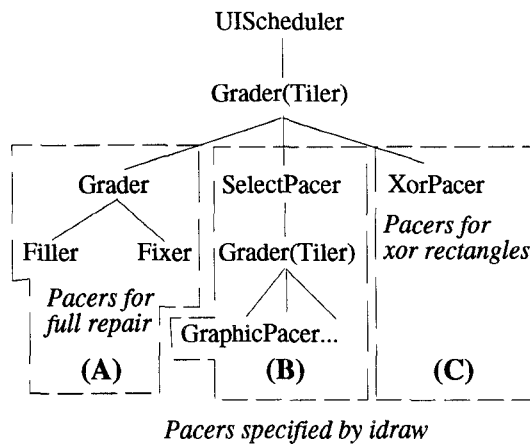 UIScheduler
Grader(Tiler)
Grader
SelectPacer
XorPacer
Filler
Fixer
Grader(Tiler)
Pacers for
xor rectangles
Pacers for
full repair
GraphicPacer...
(A)
(B)
(C)
Pacers specified by idraw